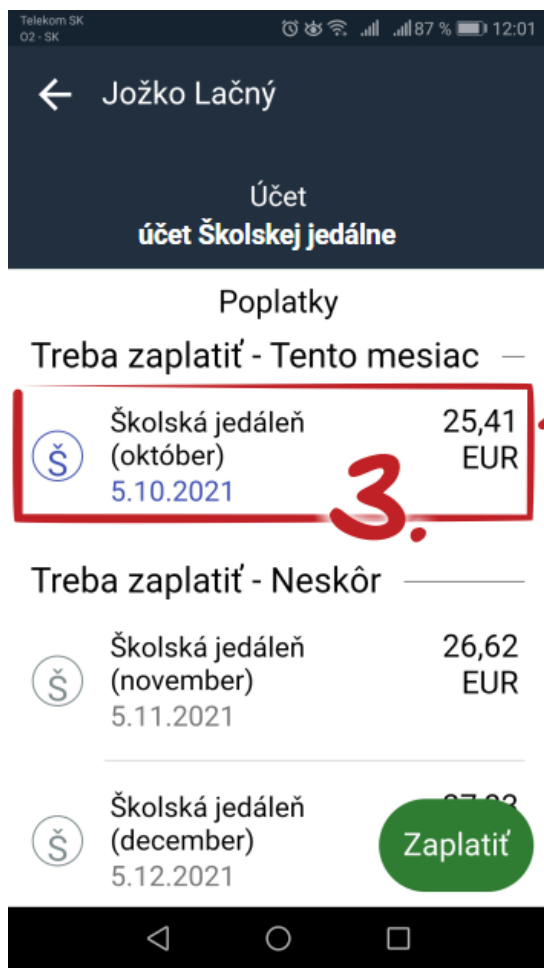 Telekom SK
O2 - SK
87 % 12:01
Jožko Lačný
Účet
účet Školskej jedálne
Poplatky
Treba zaplatiť - Tento mesiac
Školská jedáleň
(október)
5.10.2021
25,41
EUR
Š
3.
Treba zaplatiť - Neskôr
Školská jedáleň
(november)
5.11.2021
26,62
EUR
Š
Školská jedáleň
(december)
5.12.2021
Š
Zaplatiť